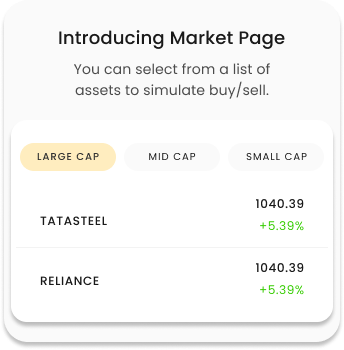 Introducing Market Page
You can select from a list of
assets to simulate buy/sell.
LARGE CAP MID CAP SMALL CAP
1040.39
TATASTEEL
+5.39%
1040.39
RELIANCE
+5.39%